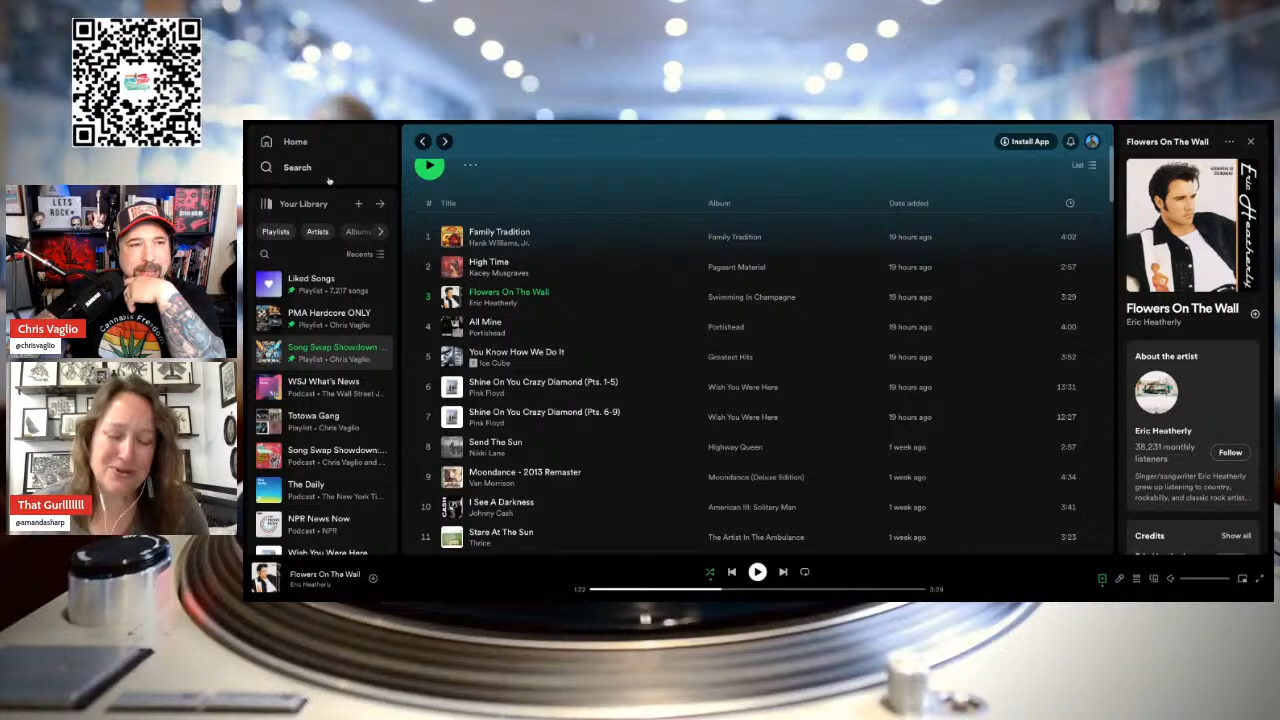 LETS
ROCK
Cannabis Freedom
Chris Vaglio
@chrisvaglio
That Gurlllllll
@amandasharp
Home
Search
Your Library
Playlists
Artists
Albums
Recents
Liked Songs
Playlist • 7,217 songs
PMA Hardcore ONLY
Playlist • Chris Vaglio
Song Swap Showdown ...
Playlist • Chris Vaglio
WSJ What's News
Podcast • The Wall Street J...
Totowa Gang
Playlist • Chris Vaglio
Song Swap Showdown:...
Podcast • Chris Vaglio and...
The Daily
Podcast • The New York Ti...
NPR News Now
Podcast • NPR
Wish You Were Here
Install App
List
# Title Album Date added
1 Family Tradition Family Tradition 19 hours ago 4:02
Hank Williams, Jr.
2 High Time Pageant Material 19 hours ago 2:57
Kacey Musgraves
3 Flowers On The Wall Swimming In Champagne 19 hours ago 3:29
Eric Heatherly
4 All Mine Portishead 19 hours ago 4:00
Portishead
5 You Know How We Do It Greatest Hits 19 hours ago 3:52
E Ice Cube
6 Shine On You Crazy Diamond (Pts. 1-5) Wish You Were Here 19 hours ago 13:31
Pink Floyd
7 Shine On You Crazy Diamond (Pts. 6-9) Wish You Were Here 19 hours ago 12:27
Pink Floyd
8 Send The Sun Highway Queen 1 week ago 2:57
Nikki Lane
9 Moondance - 2013 Remaster Moondance (Deluxe Edition) 1 week ago 4:34
Van Morrison
10 I See A Darkness American III: Solitary Man 1 week ago 3:41
Johnny Cash
11 Stare At The Sun The Artist In The Ambulance 1 week ago 3:23
Thrice
Flowers On The Wall
Eric Heatherly
Flowers On The Wall
Eric Heatherly
About the artist
Eric Heatherly
38,231 monthly
listeners
Follow
Singer/songwriter Eric Heatherly
grew up listening to country,
rockabilly, and classic rock artist...
Credits
Show all
Flowers On The Wall
Eric Heatherly
1:22
3:29